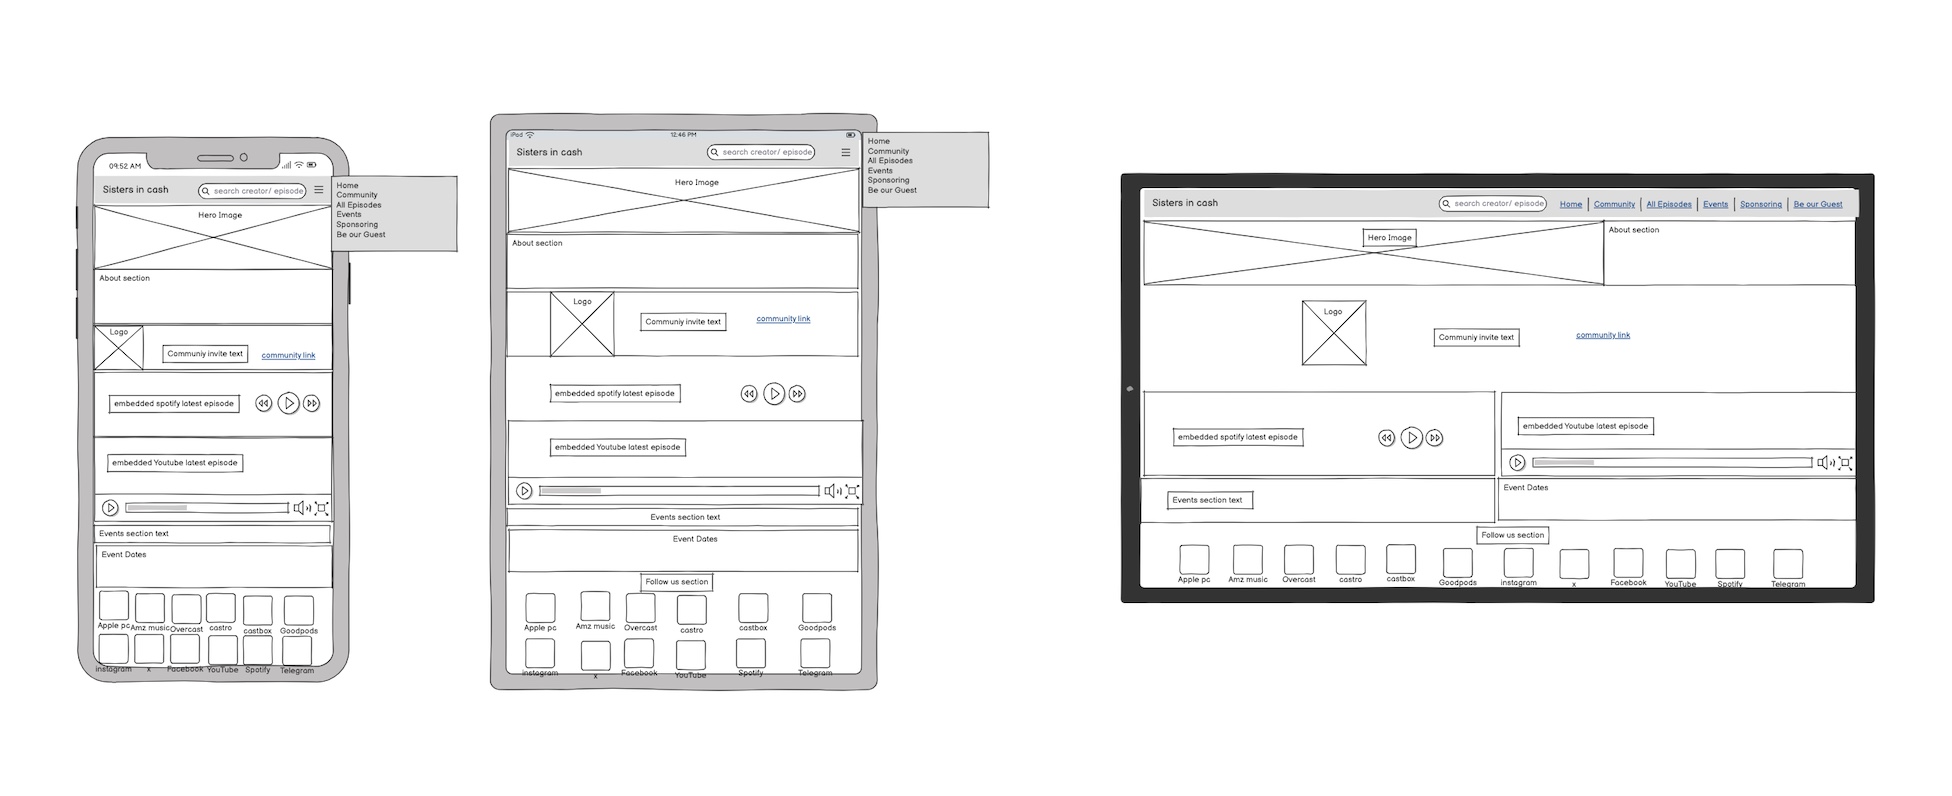 09:52 AM
Sisters in cash
search creator/ episode
Home
Community
All Episodes
Events
Sponsoring
Be our Guest
Hero Image
About section
Logo
Communiy invite text
community link
embedded spotify latest episode
embedded Youtube latest episode
Events section text
Event Dates
Apple pc
Amz music
Overcast
castro
castbox
Goodpods
instagram
x
Facebook
YouTube
Spotify
Telegram
iPad
12:46 PM
Sisters in cash
search creator/ episode
Home
Community
All Episodes
Events
Sponsoring
Be our Guest
Hero Image
About section
Logo
Communiy invite text
community link
embedded spotify latest episode
embedded Youtube latest episode
Events section text
Event Dates
Follow us section
Apple pc
Amz music
Overcast
castro
castbox
Goodpods
instagram
x
Facebook
YouTube
Spotify
Telegram
Sisters in cash
search creator/ episode
Home
Community
All Episodes
Events
Sponsoring
Be our Guest
Hero Image
About section
Logo
Communiy invite text
community link
embedded spotify latest episode
embedded Youtube latest episode
Events section text
Event Dates
Follow us section
Apple pc
Amz music
Overcast
castro
castbox
Goodpods
instagram
x
Facebook
YouTube
Spotify
Telegram